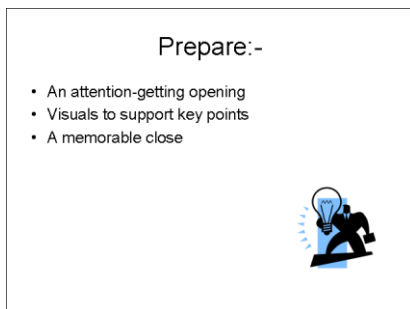 Prepare:-
• An attention-getting opening
• Visuals to support key points
• A memorable close